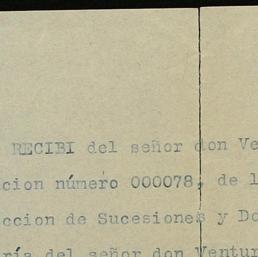 RECIBI del señor don Ve
cion número 000078, de l
ccion de Sucesiones y Do
ría del señor don Ventur